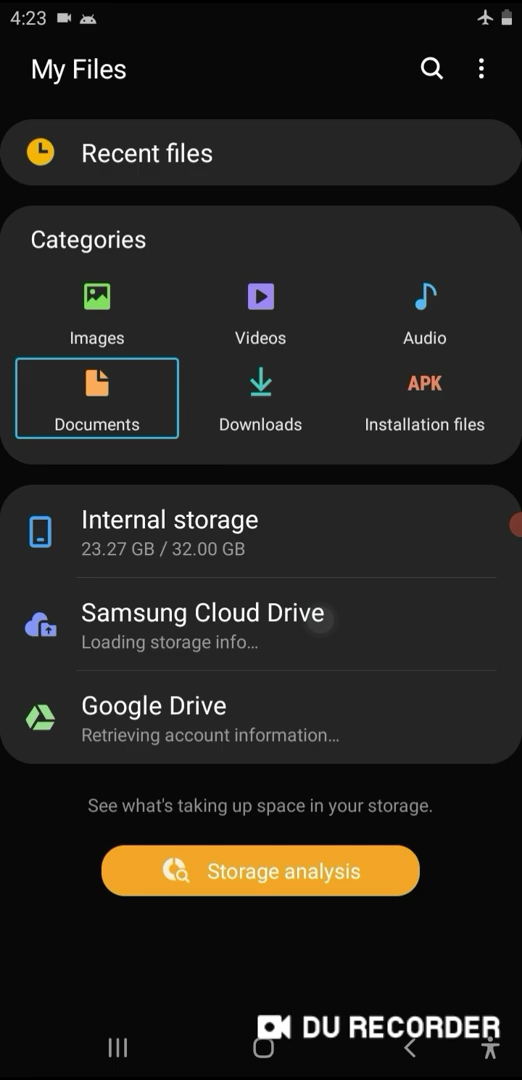 4:23
My Files
Recent files
Categories
Images
Videos
Audio
Documents
Downloads
APK
Installation files
Internal storage
23.27 GB / 32.00 GB
Samsung Cloud Drive
Loading storage info...
Google Drive
Retrieving account information...
See what's taking up space in your storage.
Storage analysis
DU RECORDER